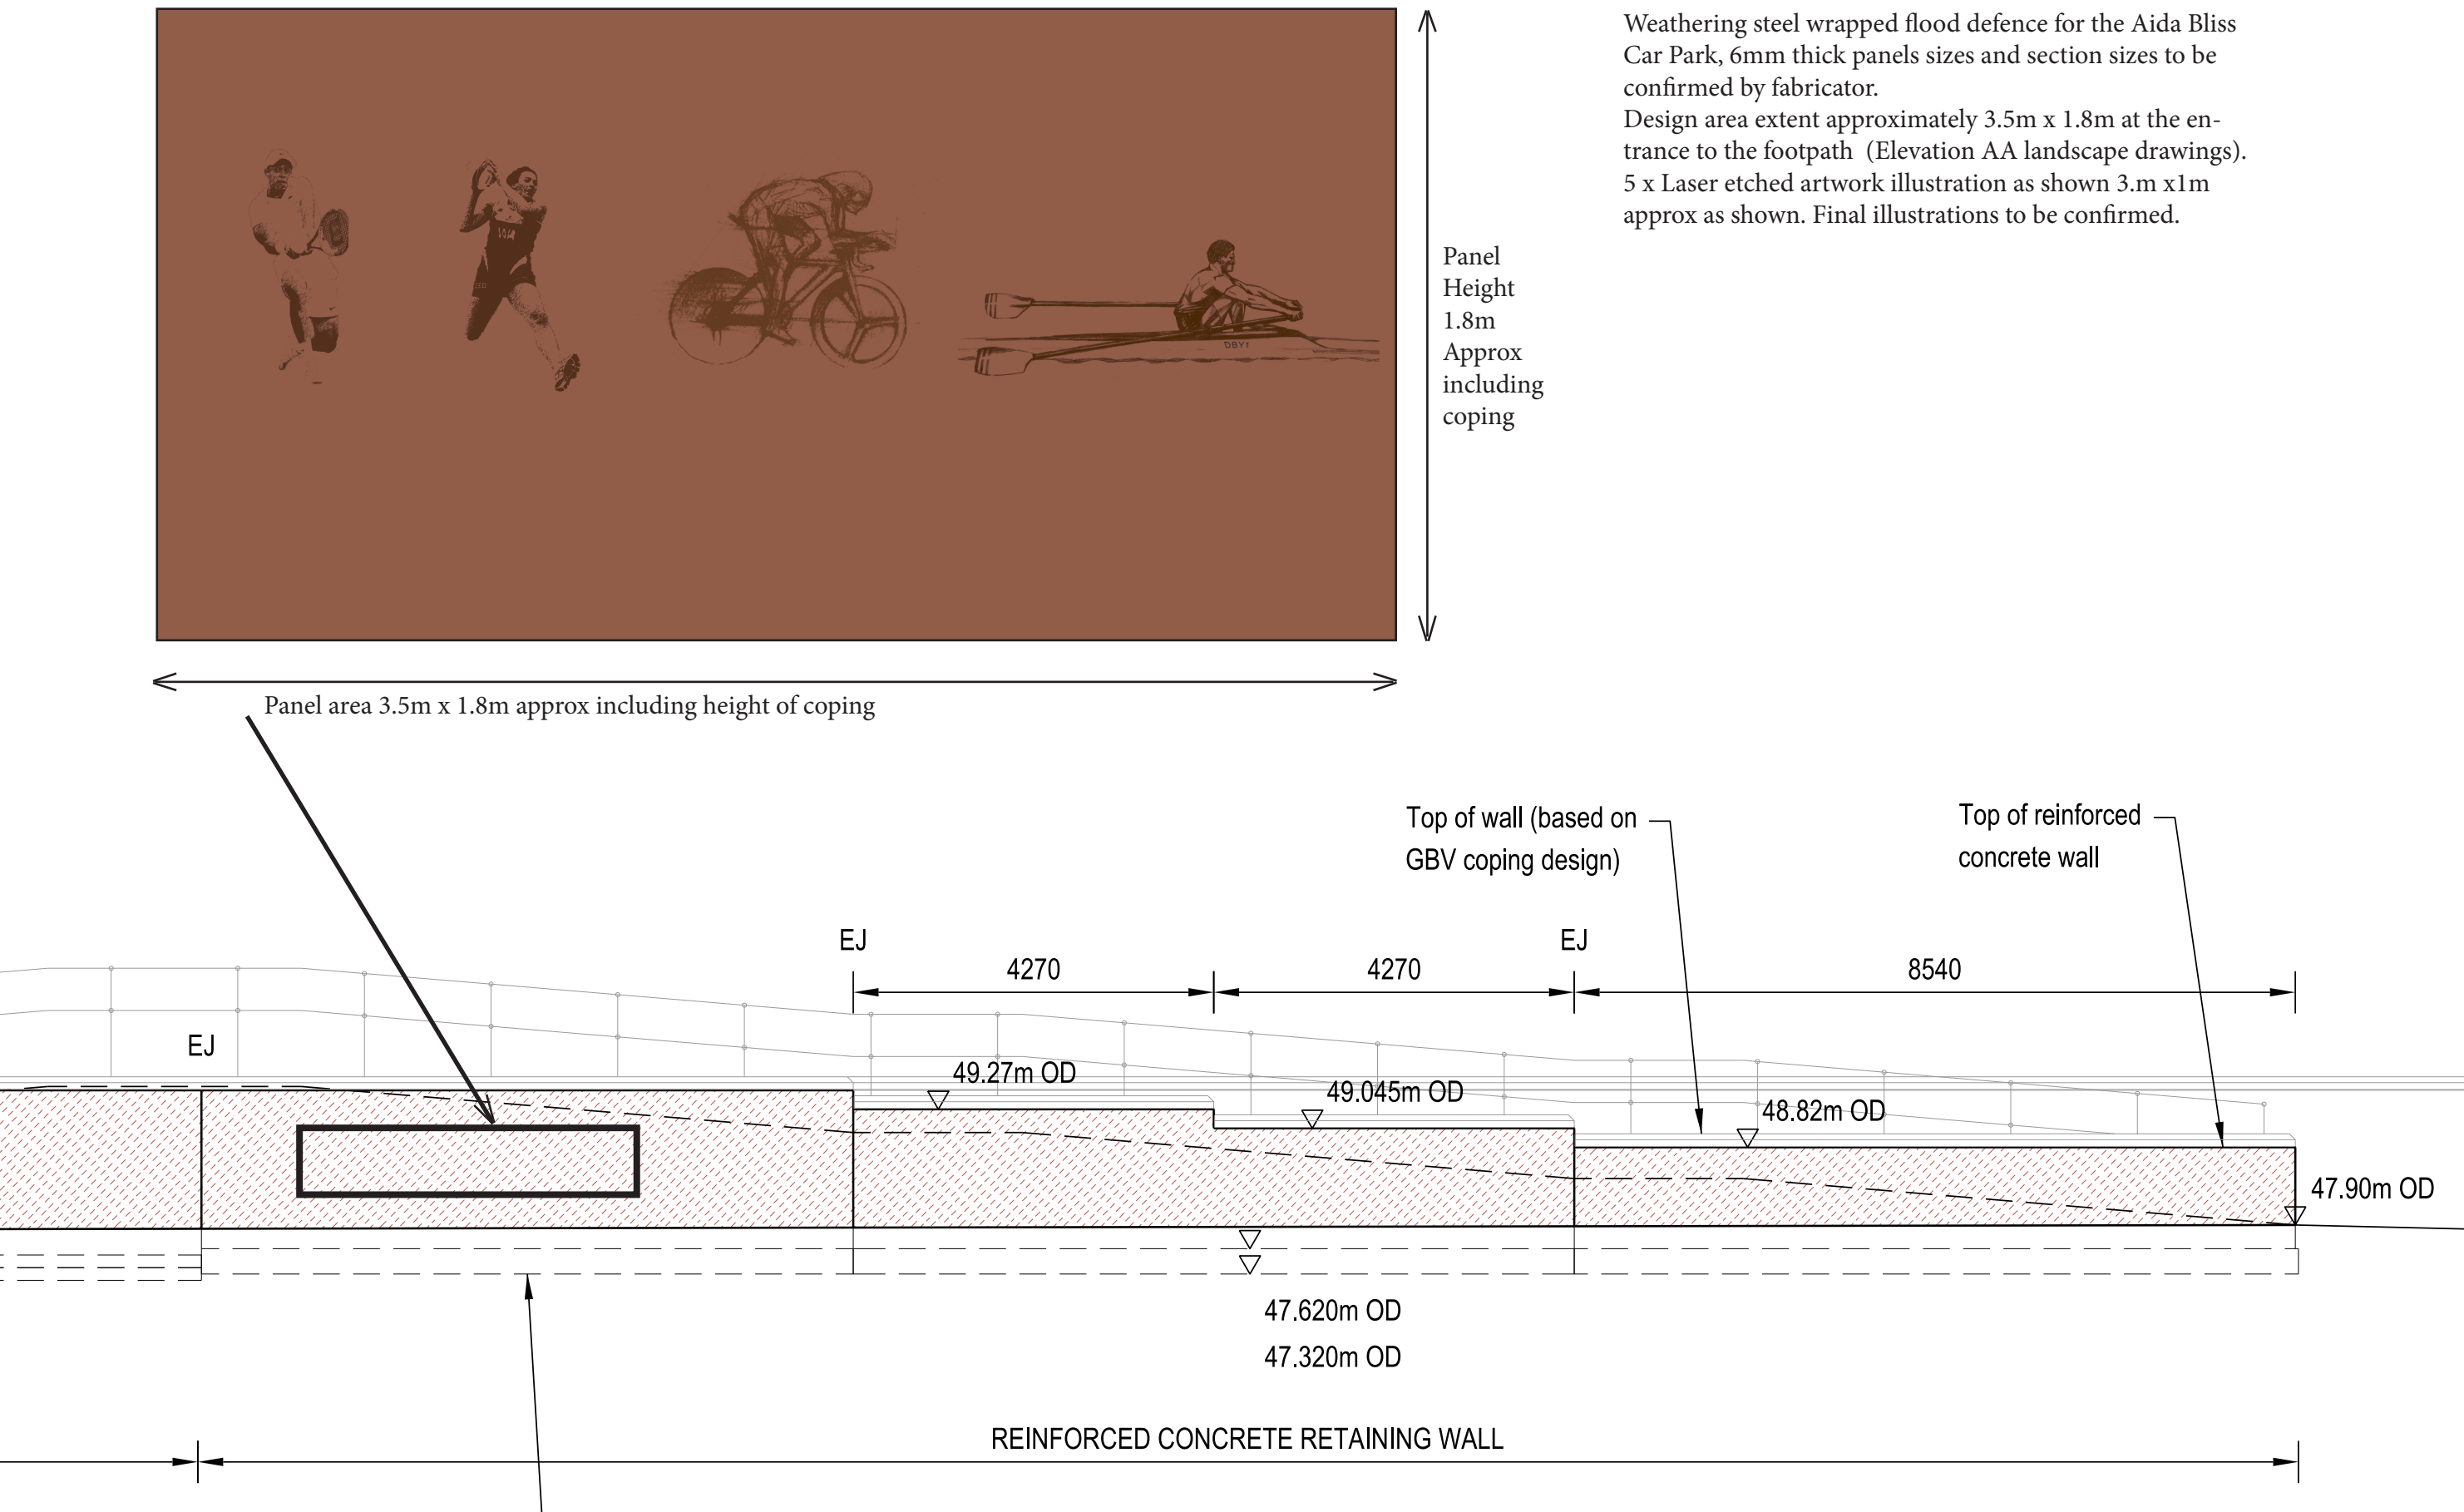 Weathering steel wrapped flood defence for the Aida Bliss
Car Park, 6mm thick panels sizes and section sizes to be
confirmed by fabricator.
Design area extent approximately 3.5m x 1.8m at the en-
trance to the footpath (Elevation AA landscape drawings).
5 x Laser etched artwork illustration as shown 3.m x1m
approx as shown. Final illustrations to be confirmed.
Panel
Height
1.8m
Approx
including
coping
DBY1
Panel area 3.5m x 1.8m approx including height of coping
Top of wall (based on
GBV coping design)
Top of reinforced
concrete wall
EJ
EJ
4270
4270
8540
EJ
49.27m OD
49.045m OD
48.82m OD
47.90m OD
47.620m OD
47.320m OD
REINFORCED CONCRETE RETAINING WALL